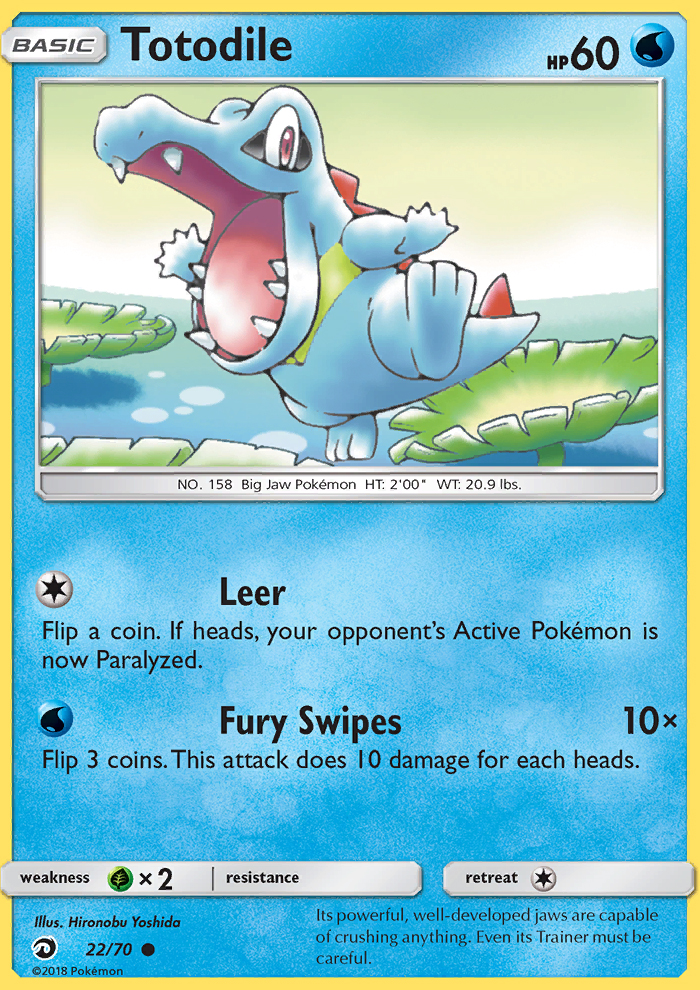 BASIC Totodile HP60
NO. 158 Big Jaw Pokémon HT: 2'00" WT: 20.9 lbs.
Leer
Flip a coin. If heads, your opponent's Active Pokémon is
now Paralyzed.
Fury Swipes 10×
Flip 3 coins. This attack does 10 damage for each heads.
weakness ×2 resistance retreat
Illus. Hironobu Yoshida
22/70
©2018 Pokémon
Its powerful, well-developed jaws are capable
of crushing anything. Even its Trainer must be
careful.